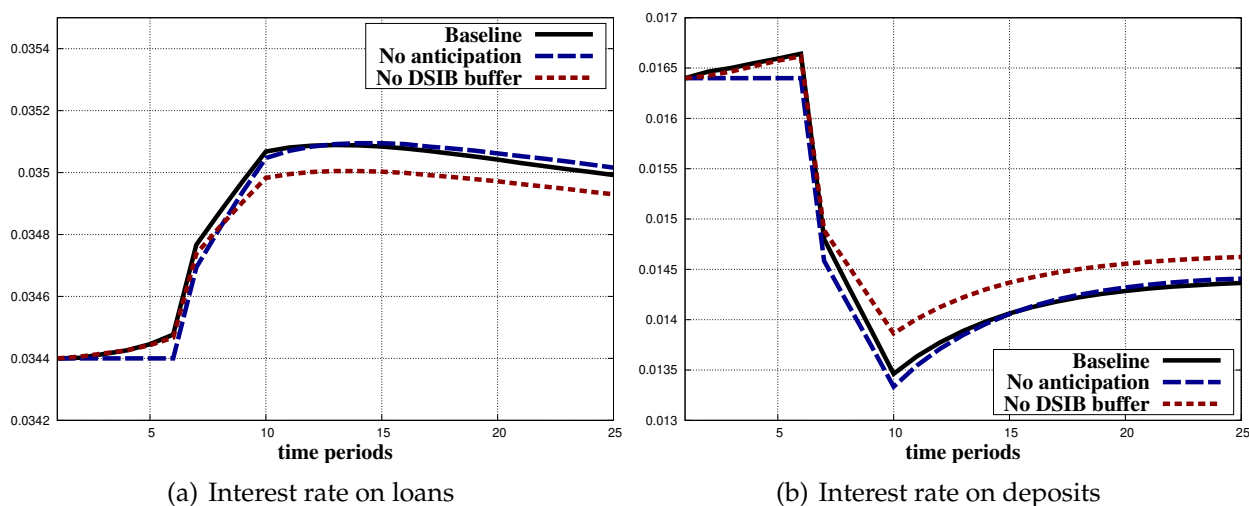 0.0354
0.0352
0.035
0.0348
0.0346
0.0344
0.0342
Baseline
No anticipation
No DSIB buffer
5 10 15 20 25
time periods
(a) Interest rate on loans
0.0165
0.016
0.0155
0.015
0.0145
0.014
0.0135
0.013
Baseline
No anticipation
No DSIB buffer
5 10 15 20 25
time periods
(b) Interest rate on deposits